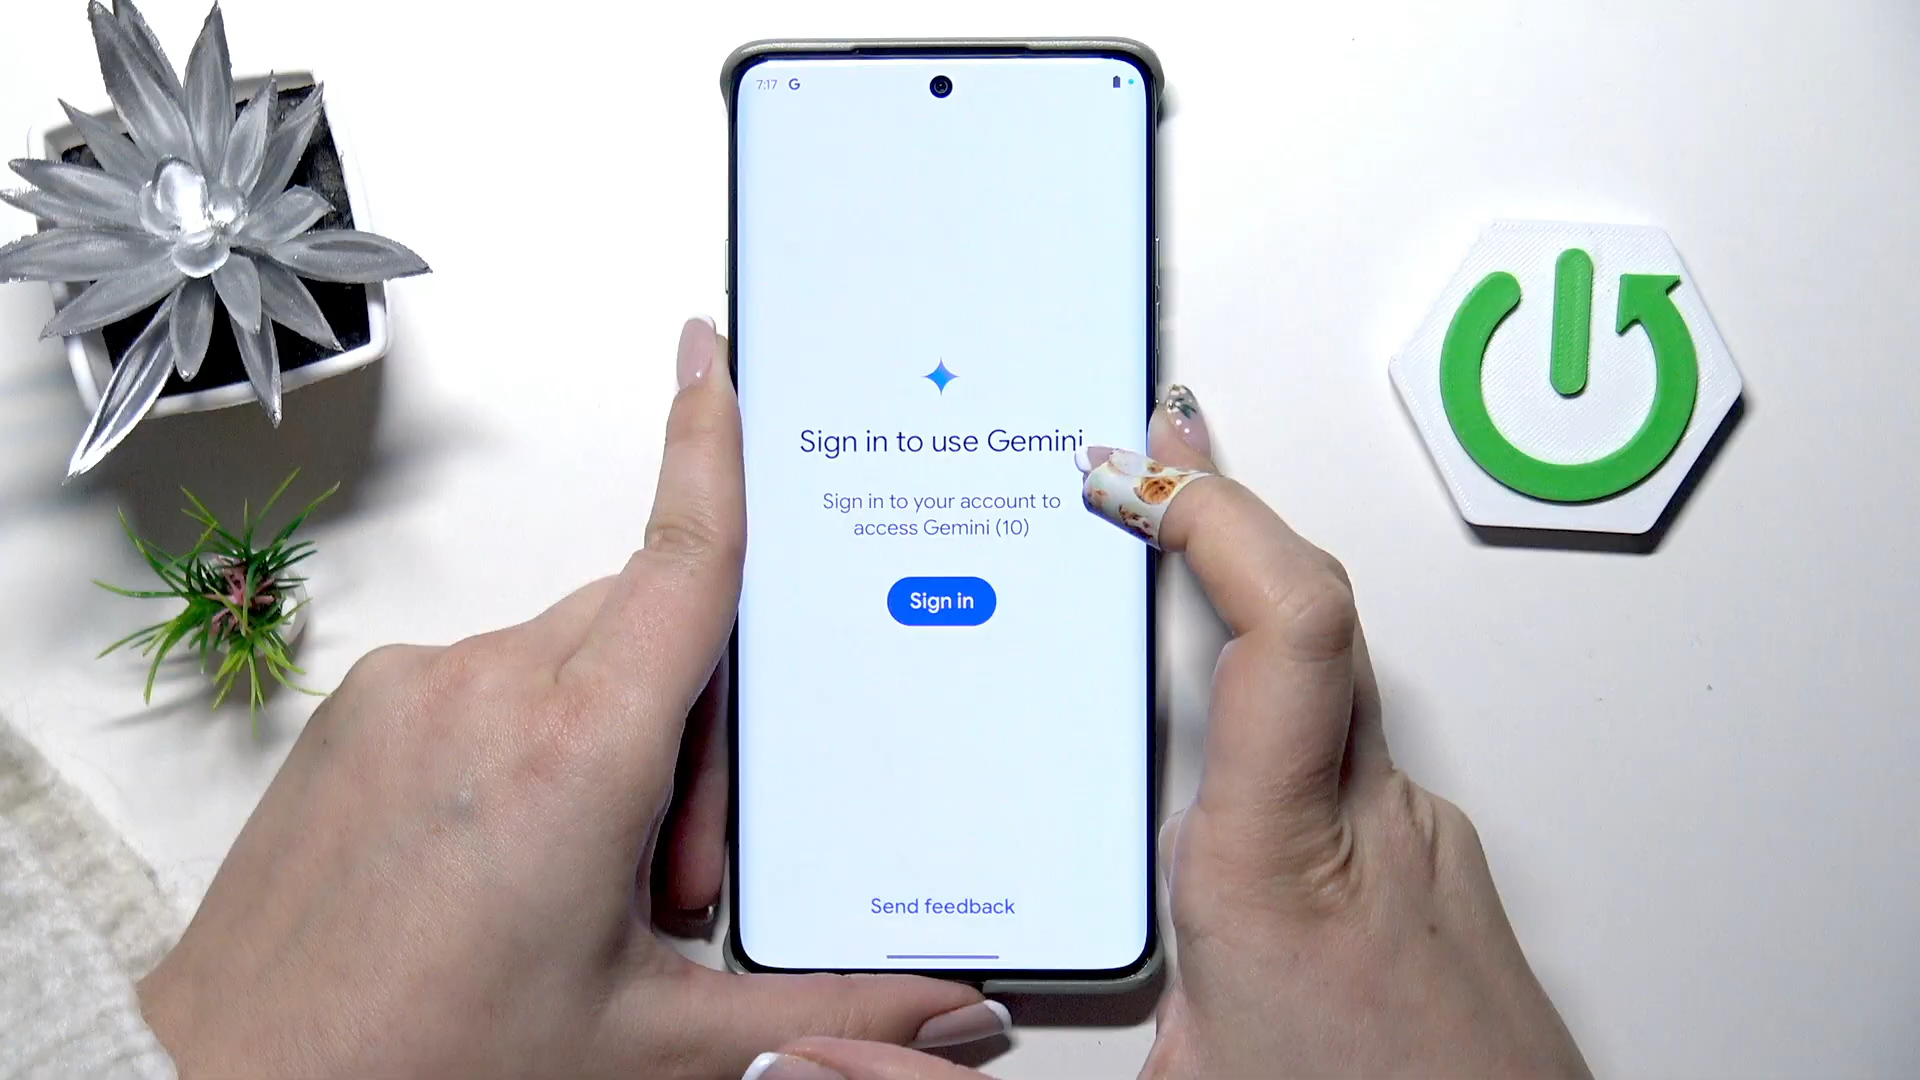 7:17 G
Sign in to use Gemini
Sign in to your account to
access Gemini (10)
Sign in
Send feedback